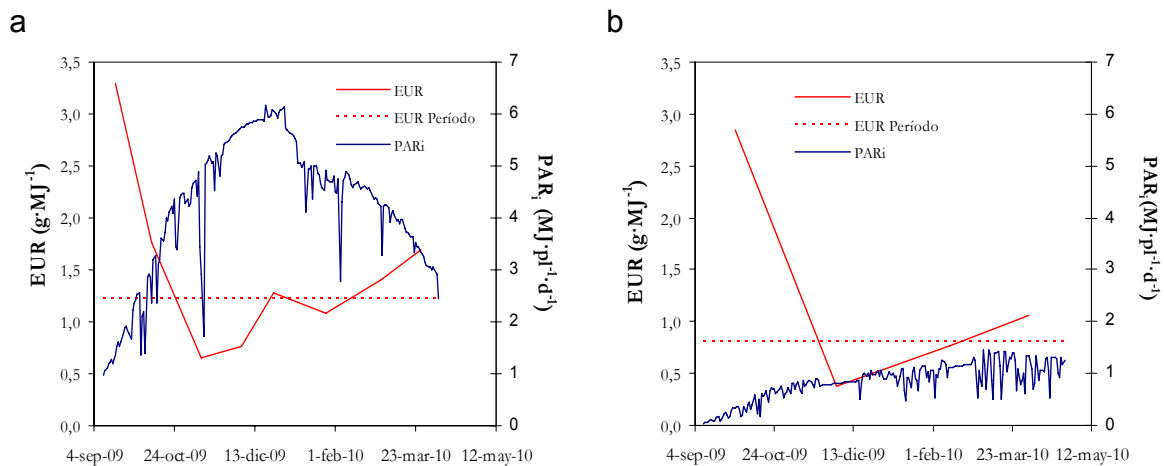 a
3,5
3,0
2,5
2,0
1,5
1,0
0,5
0,0
EUR (g·MJ-1)
7
6
5
4
3
2
1
0
PARi (MJ·pl-1·d-1)
EUR
EUR Período
PARi
4-sep-09 24-oct-09 13-dic-09 1-feb-10 23-mar-10 12-may-10
b
3,5
3,0
2,5
2,0
1,5
1,0
0,5
0,0
EUR (g·MJ-1)
7
6
5
4
3
2
1
0
PARi(MJ·pl-1·d-1)
EUR
EUR Período
PARi
4-sep-09 24-oct-09 13-dic-09 1-feb-10 23-mar-10 12-may-10